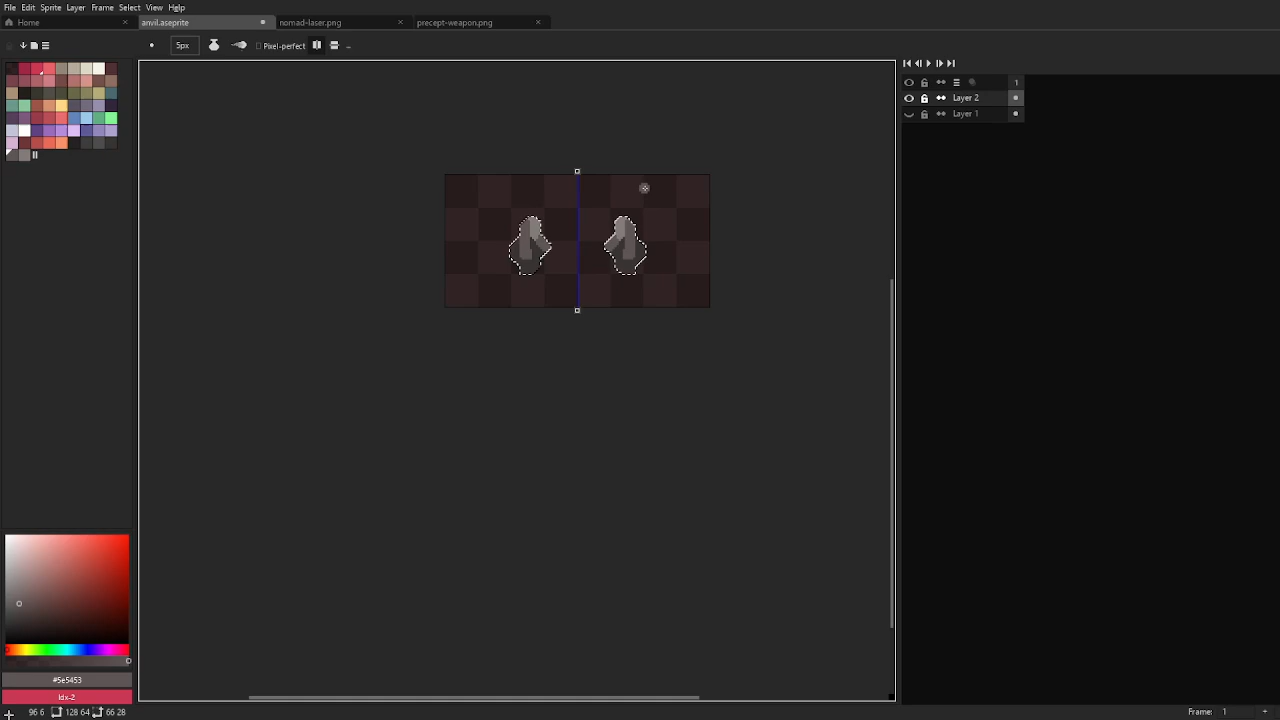 File Edit Sprite Layer Frame Select View Help
Home anvil.aseprite nomad-laser.png precept-weapon.png
5px Pixel-perfect
1
Layer 2
Layer 1
#5e5453
Idx-2
96 6 128 64 66 28 Frame: 1